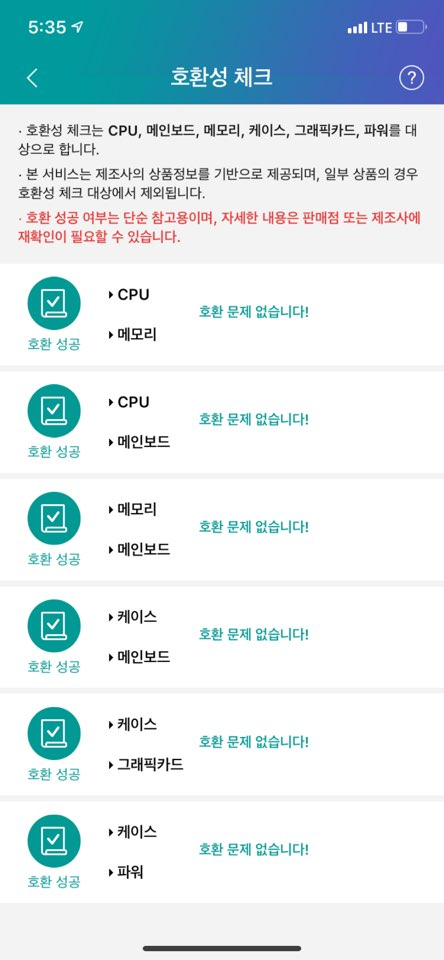 5:35
LTE
호환성 체크
?
· 호환성 체크는 CPU, 메인보드, 메모리, 케이스, 그래픽카드, 파워를 대
상으로 합니다.
· 본 서비스는 제조사의 상품정보를 기반으로 제공되며, 일부 상품의 경우
호환성 체크 대상에서 제외됩니다.
· 호환 성공 여부는 단순 참고용이며, 자세한 내용은 판매점 또는 제조사에
재확인이 필요할 수 있습니다.
CPU
메모리
호환 문제 없습니다!
호환 성공
CPU
메인보드
호환 문제 없습니다!
호환 성공
메모리
메인보드
호환 문제 없습니다!
호환 성공
케이스
메인보드
호환 문제 없습니다!
호환 성공
케이스
그래픽카드
호환 문제 없습니다!
호환 성공
케이스
파워
호환 문제 없습니다!
호환 성공